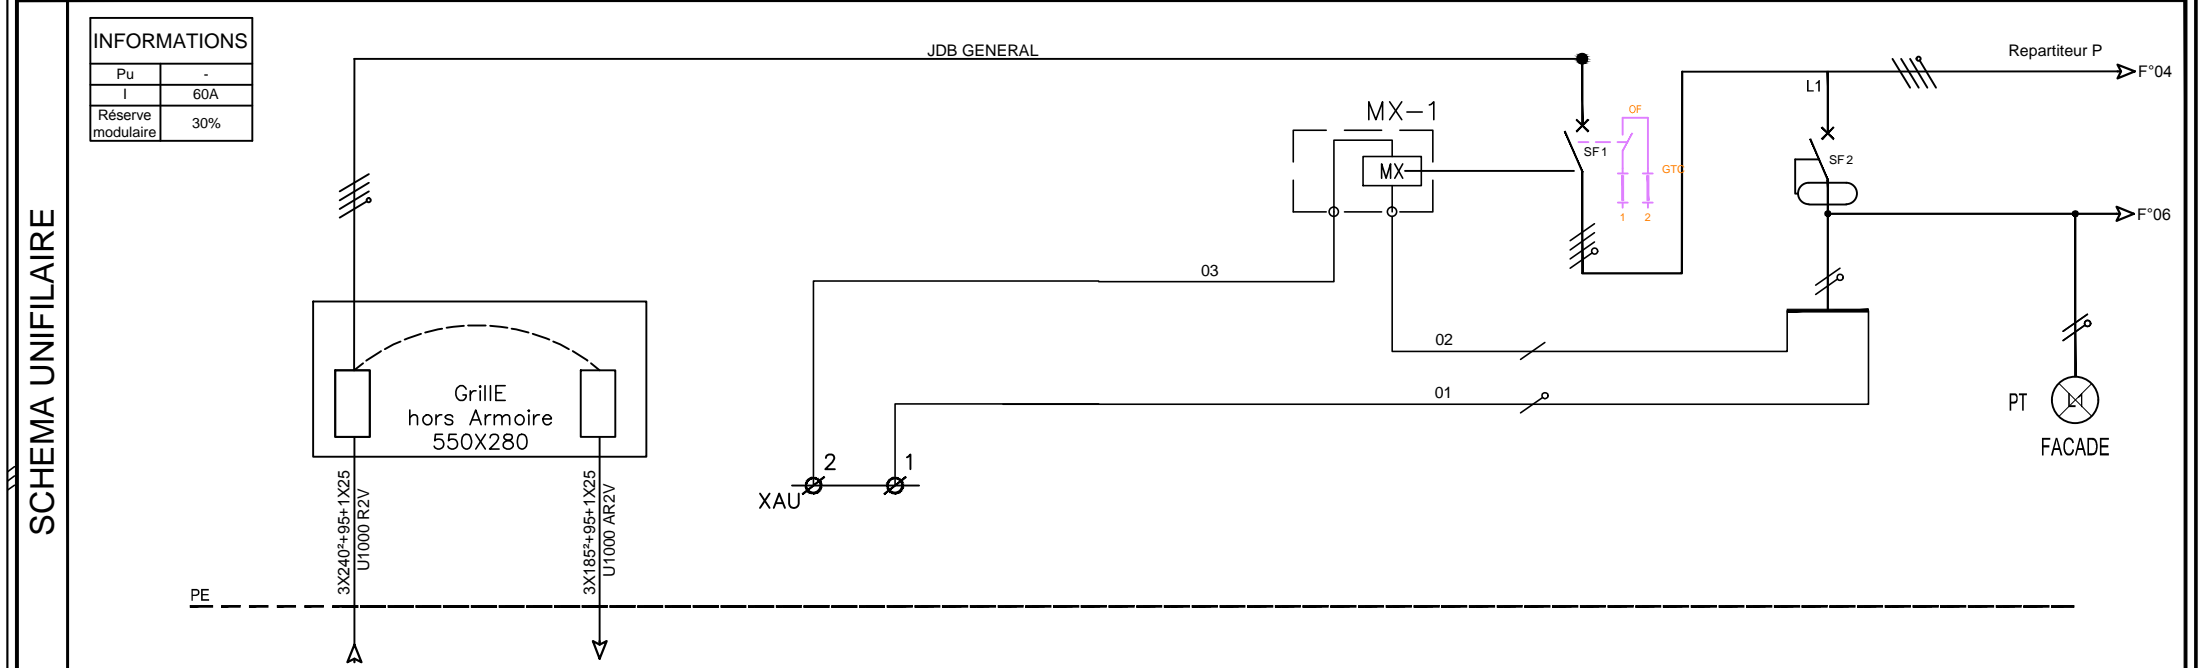 SCHEMA UNIFILAIRE
INFORMATIONS
Pu -
I 60A
Réserve modulaire 30%
JDB GENERAL
Repartiteur P
F°04
L1
MX-1
MX
OF
SF1
GTC
1 2
SF2
F°06
03
02
01
GrillE
hors Armoire
550X280
2 1
XAU
PT
L1
FACADE
3X240²+95+1X25
U1000 R2V
3X185²+95+1X25
U1000 AR2V
PE